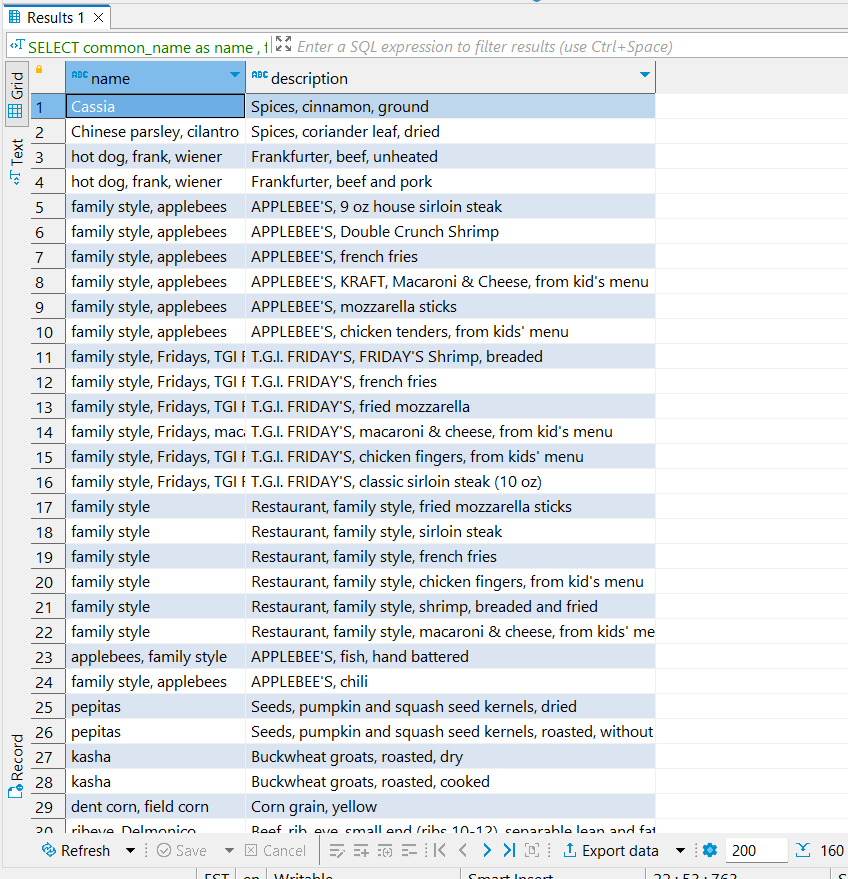 Results 1
SELECT common_name as name , f
Enter a SQL expression to filter results (use Ctrl+Space)
Grid
Text
Record
ABC name ABC description
1 Cassia Spices, cinnamon, ground
2 Chinese parsley, cilantro Spices, coriander leaf, dried
3 hot dog, frank, wiener Frankfurter, beef, unheated
4 hot dog, frank, wiener Frankfurter, beef and pork
5 family style, applebees APPLEBEE'S, 9 oz house sirloin steak
6 family style, applebees APPLEBEE'S, Double Crunch Shrimp
7 family style, applebees APPLEBEE'S, french fries
8 family style, applebees APPLEBEE'S, KRAFT, Macaroni & Cheese, from kid's menu
9 family style, applebees APPLEBEE'S, mozzarella sticks
10 family style, applebees APPLEBEE'S, chicken tenders, from kids' menu
11 family style, Fridays, TGI F T.G.I. FRIDAY'S, FRIDAY'S Shrimp, breaded
12 family style, Fridays, TGI F T.G.I. FRIDAY'S, french fries
13 family style, Fridays, TGI F T.G.I. FRIDAY'S, fried mozzarella
14 family style, Fridays, maca T.G.I. FRIDAY'S, macaroni & cheese, from kid's menu
15 family style, Fridays, TGI F T.G.I. FRIDAY'S, chicken fingers, from kids' menu
16 family style, Fridays, TGI F T.G.I. FRIDAY'S, classic sirloin steak (10 oz)
17 family style Restaurant, family style, fried mozzarella sticks
18 family style Restaurant, family style, sirloin steak
19 family style Restaurant, family style, french fries
20 family style Restaurant, family style, chicken fingers, from kid's menu
21 family style Restaurant, family style, shrimp, breaded and fried
22 family style Restaurant, family style, macaroni & cheese, from kids' me
23 applebees, family style APPLEBEE'S, fish, hand battered
24 family style, applebees APPLEBEE'S, chili
25 pepitas Seeds, pumpkin and squash seed kernels, dried
26 pepitas Seeds, pumpkin and squash seed kernels, roasted, without
27 kasha Buckwheat groats, roasted, dry
28 kasha Buckwheat groats, roasted, cooked
29 dent corn, field corn Corn grain, yellow
30 ribeye, Delmonico Beef, rib eye, small end (ribs 10-12), separable lean and fat
Refresh Save Cancel Export data 200 160
EST en Writable Smart Insert 22 : 53 : 763